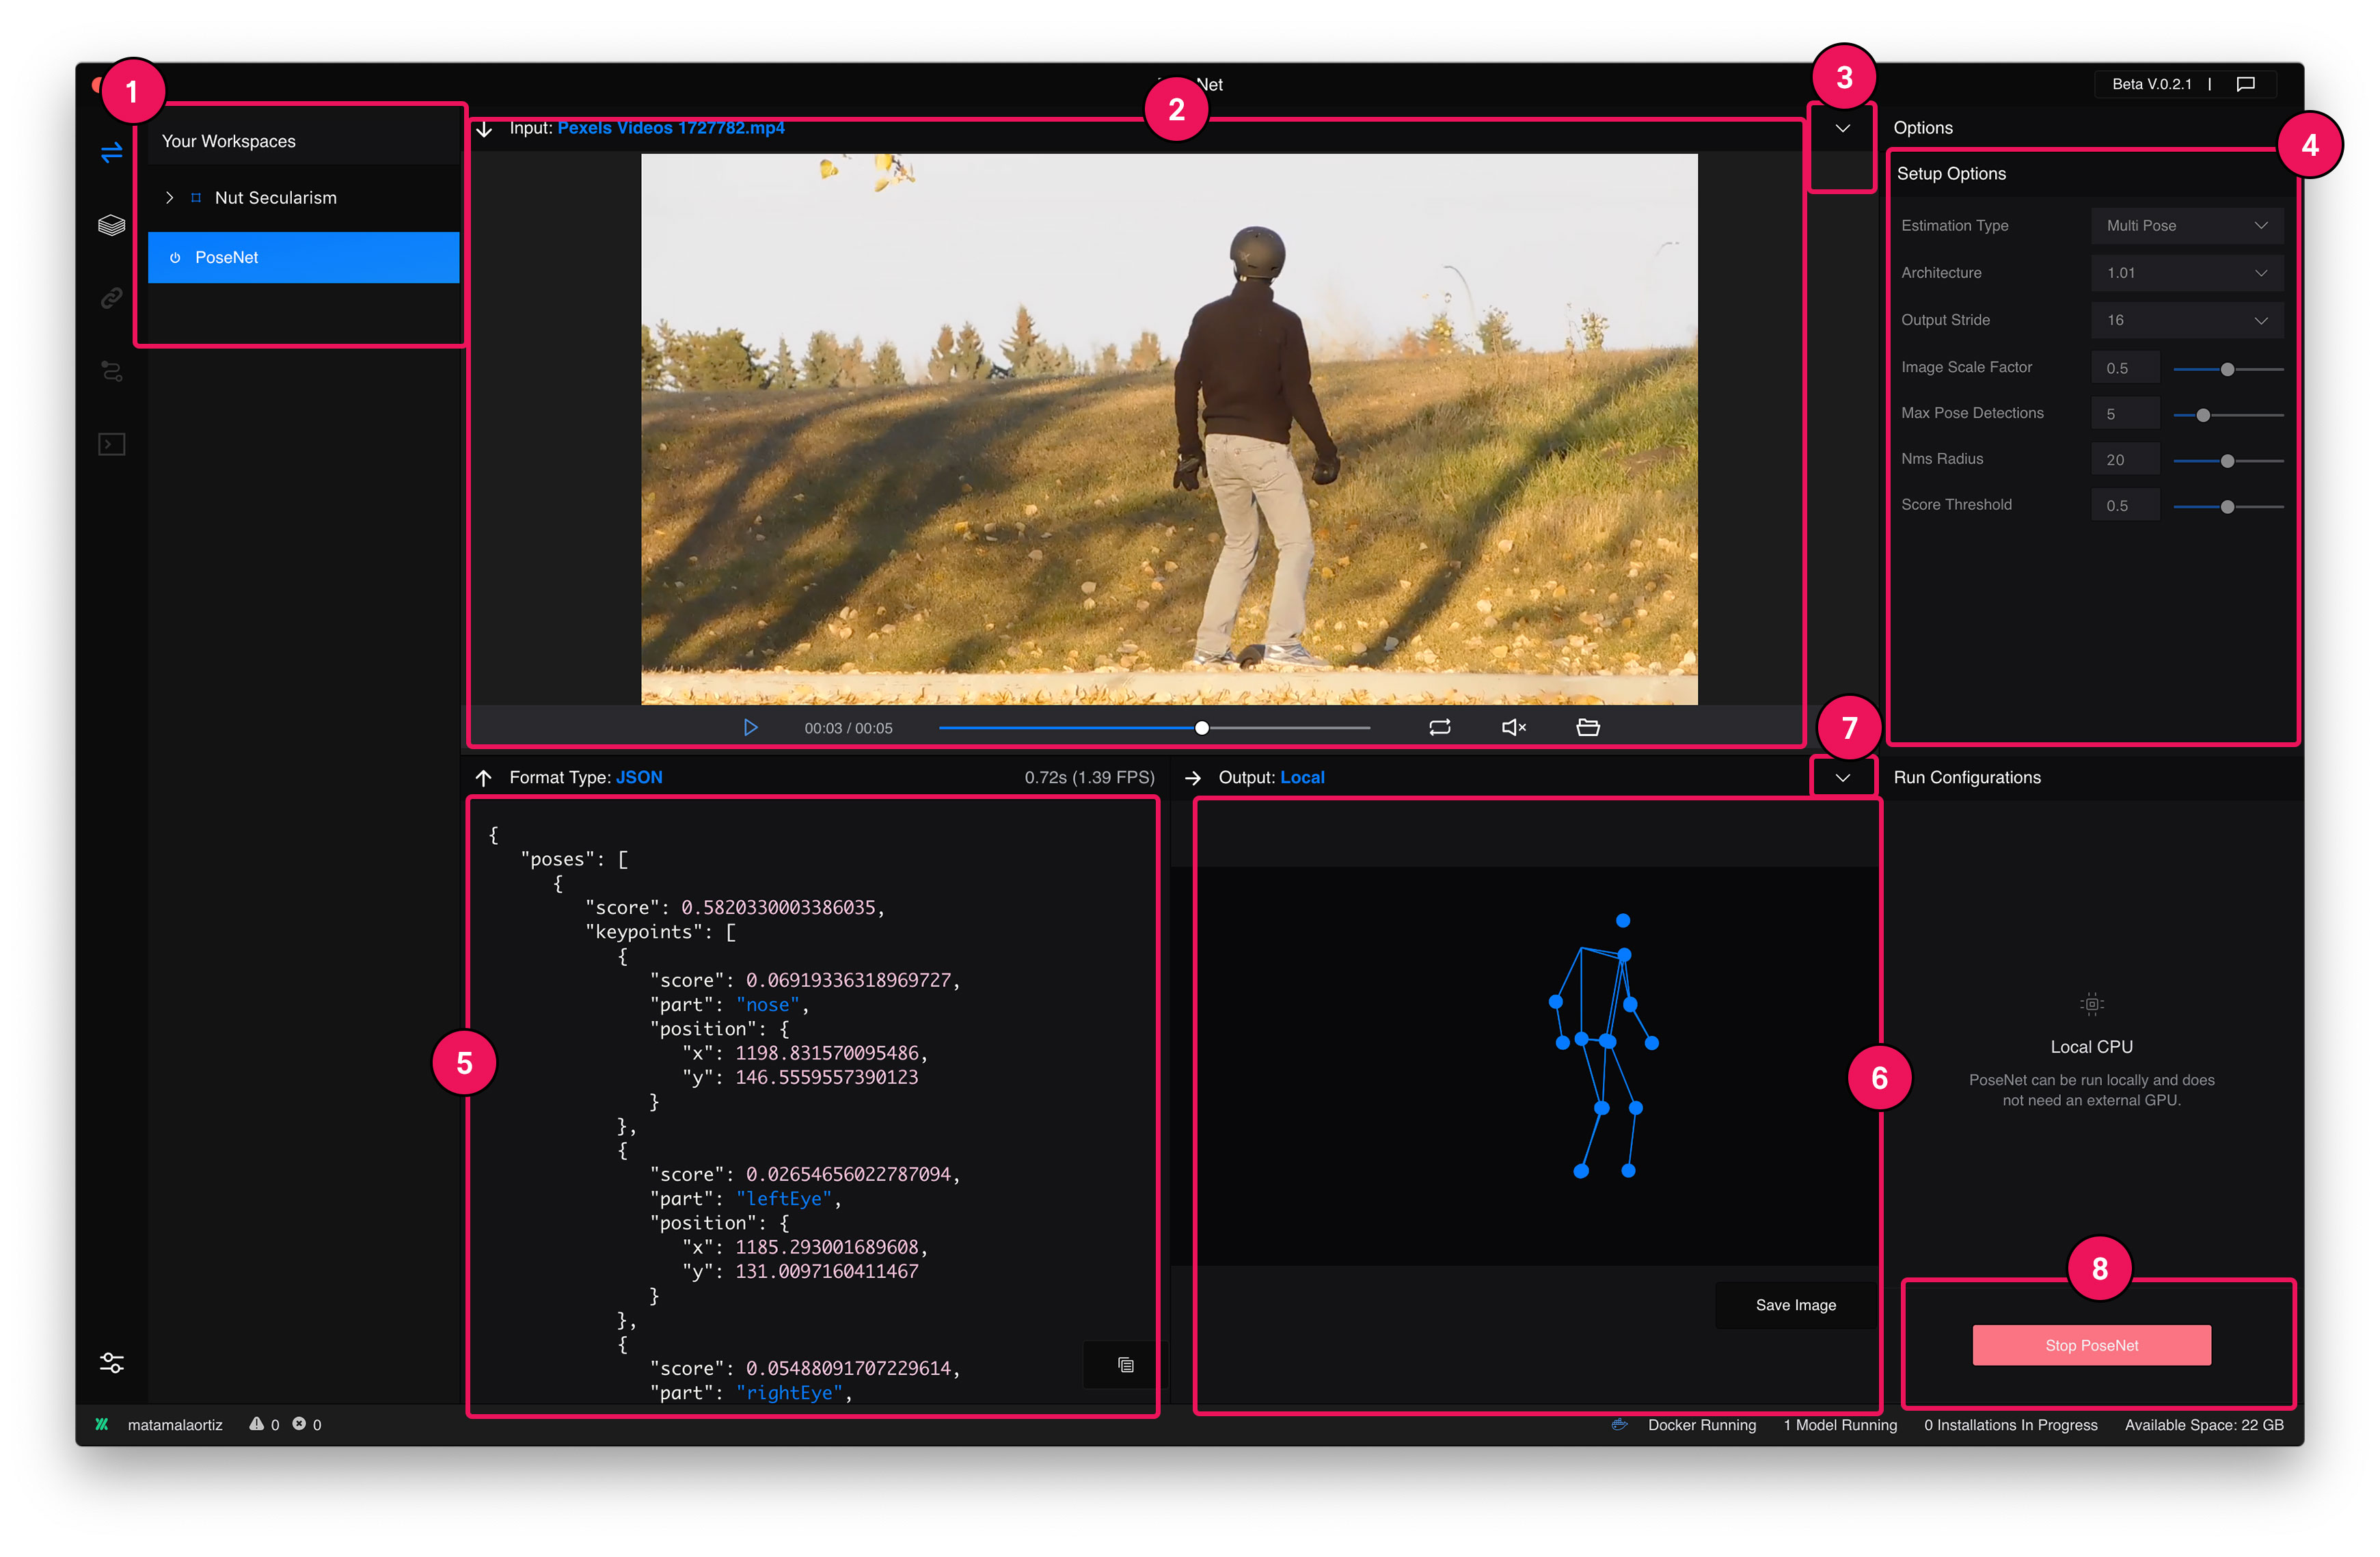 1
2
3
4
5
6
7
8
Net
Beta V.0.2.1 |
Your Workspaces
Nut Secularism
PoseNet
Input: Pexels Videos 1727782.mp4
00:03 / 00:05
Options
Setup Options
Estimation Type Multi Pose
Architecture 1.01
Output Stride 16
Image Scale Factor 0.5
Max Pose Detections 5
Nms Radius 20
Score Threshold 0.5
Format Type: JSON 0.72s (1.39 FPS)
{
"poses": [
{
"score": 0.5820330003386035,
"keypoints": [
{
"score": 0.06919336318969727,
"part": "nose",
"position": {
"x": 1198.831570095486,
"y": 146.5559557390123
}
},
{
"score": 0.02654656022787094,
"part": "leftEye",
"position": {
"x": 1185.293001689608,
"y": 131.0097160411467
}
},
{
"score": 0.05488091707229614,
"part": "rightEye",
Output: Local
Save Image
Run Configurations
Local CPU
PoseNet can be run locally and does
not need an external GPU.
Stop PoseNet
matamalaortiz 0 0
Docker Running 1 Model Running 0 Installations In Progress Available Space: 22 GB